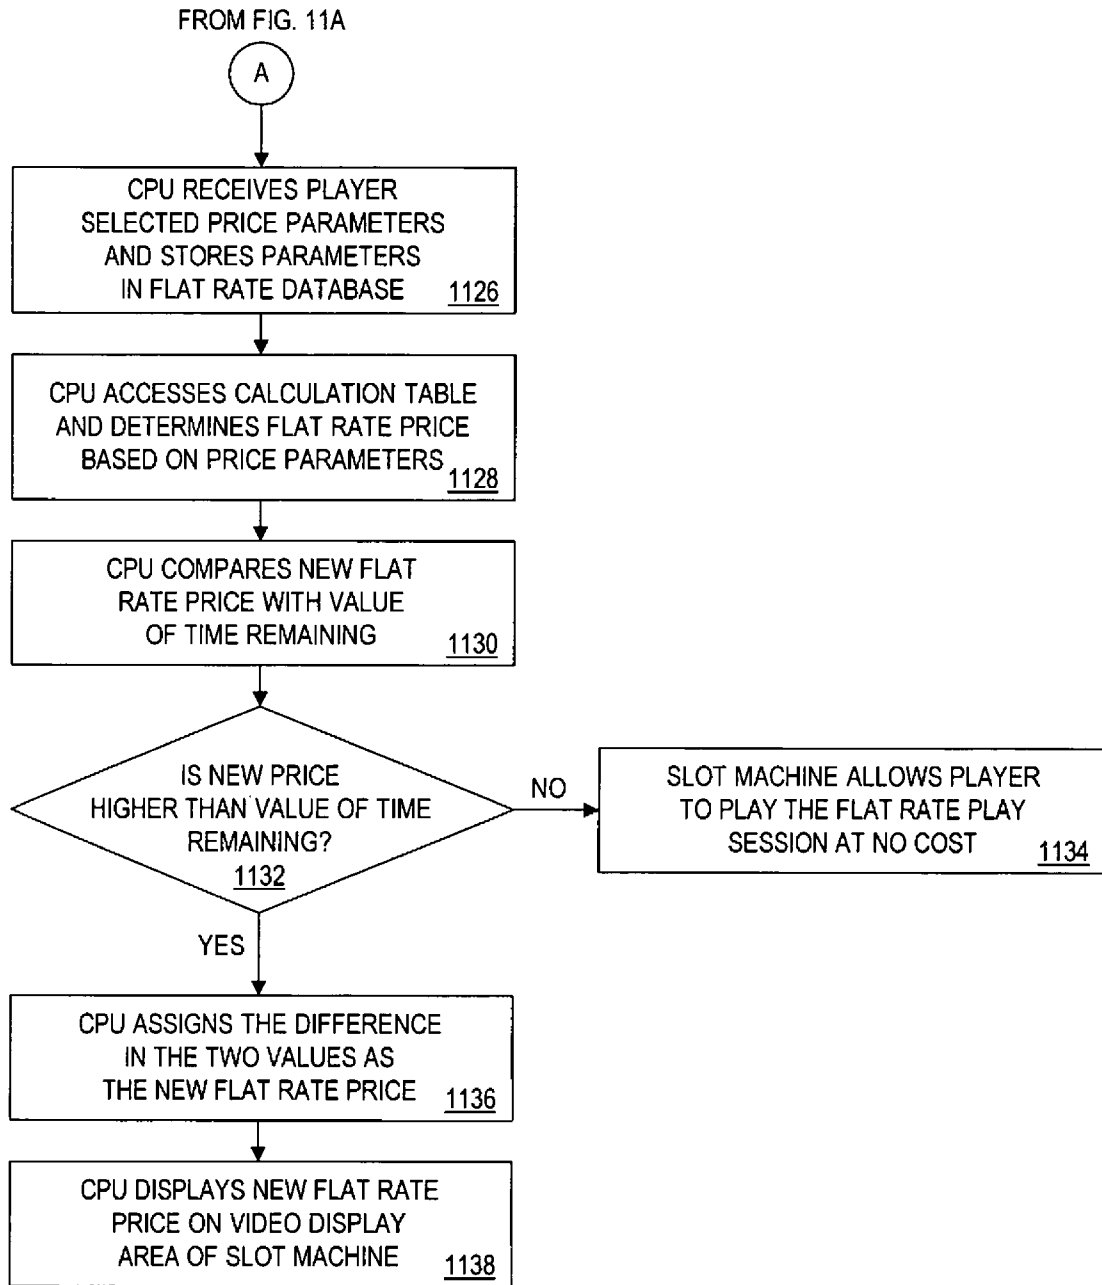 FROM FIG. 11A
A
CPU RECEIVES PLAYER
SELECTED PRICE PARAMETERS
AND STORES PARAMETERS
IN FLAT RATE DATABASE 1126
CPU ACCESSES CALCULATION TABLE
AND DETERMINES FLAT RATE PRICE
BASED ON PRICE PARAMETERS 1128
CPU COMPARES NEW FLAT
RATE PRICE WITH VALUE
OF TIME REMAINING 1130
IS NEW PRICE
HIGHER THAN VALUE OF TIME
REMAINING?
1132
NO
SLOT MACHINE ALLOWS PLAYER
TO PLAY THE FLAT RATE PLAY
SESSION AT NO COST 1134
YES
CPU ASSIGNS THE DIFFERENCE
IN THE TWO VALUES AS
THE NEW FLAT RATE PRICE 1136
CPU DISPLAYS NEW FLAT RATE
PRICE ON VIDEO DISPLAY
AREA OF SLOT MACHINE 1138